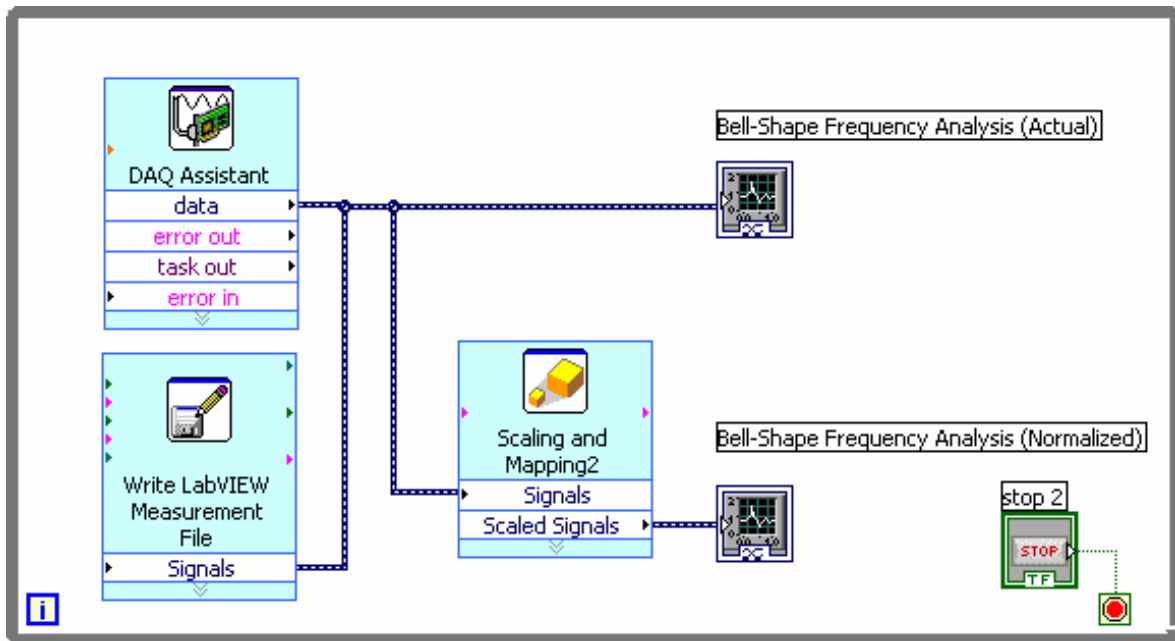 DAQ Assistant
data
error out
task out
error in
Write LabVIEW
Measurement
File
Signals
Scaling and
Mapping2
Signals
Scaled Signals
Bell-Shape Frequency Analysis (Actual)
Bell-Shape Frequency Analysis (Normalized)
stop 2
STOP
TF
i